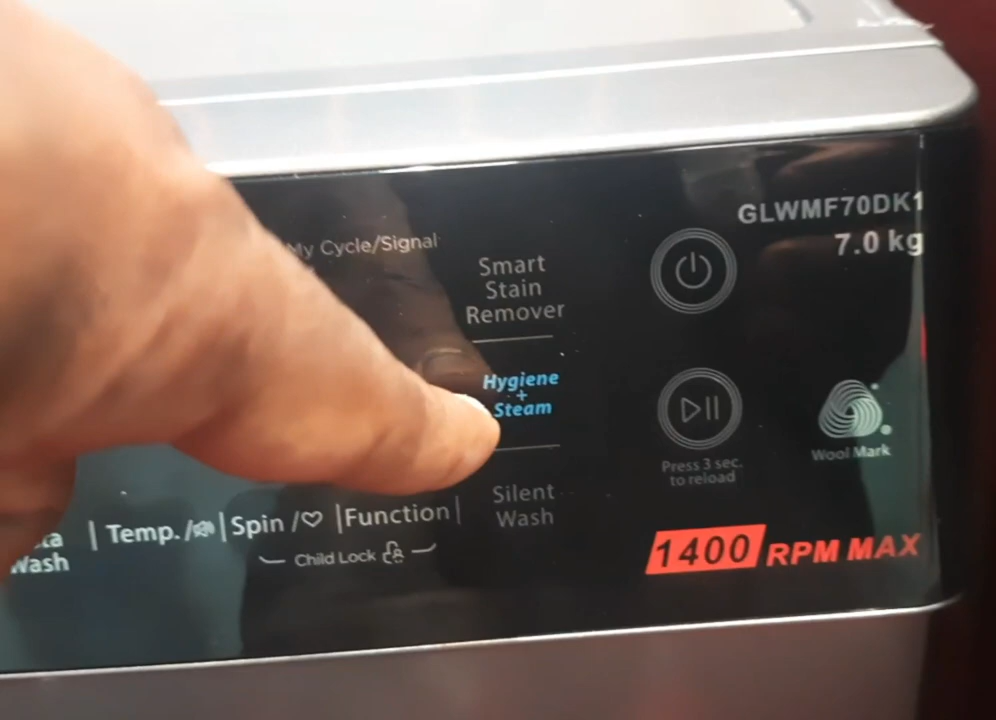 GLWMF70DK1
7.0 kg
My Cycle/Signal
Smart
Stain
Remover
Hygiene
+
Steam
Press 3 sec.
to reload
Wool Mark
Silent
Wash
Wash
| Temp./ | Spin /♡ | Function |
Child Lock
1400 RPM MAX